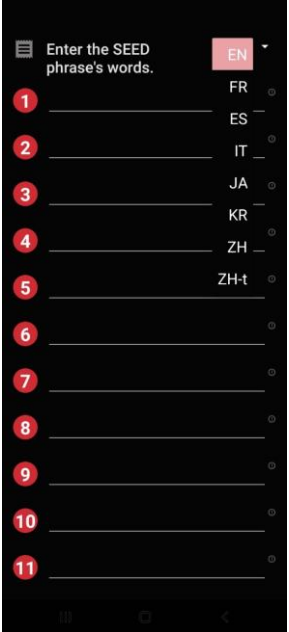 Enter the SEED EN
phrase's words.
FR
1
ES
2
IT
JA
3
KR
4
ZH
ZH-t
5
6
7
8
9
10
11